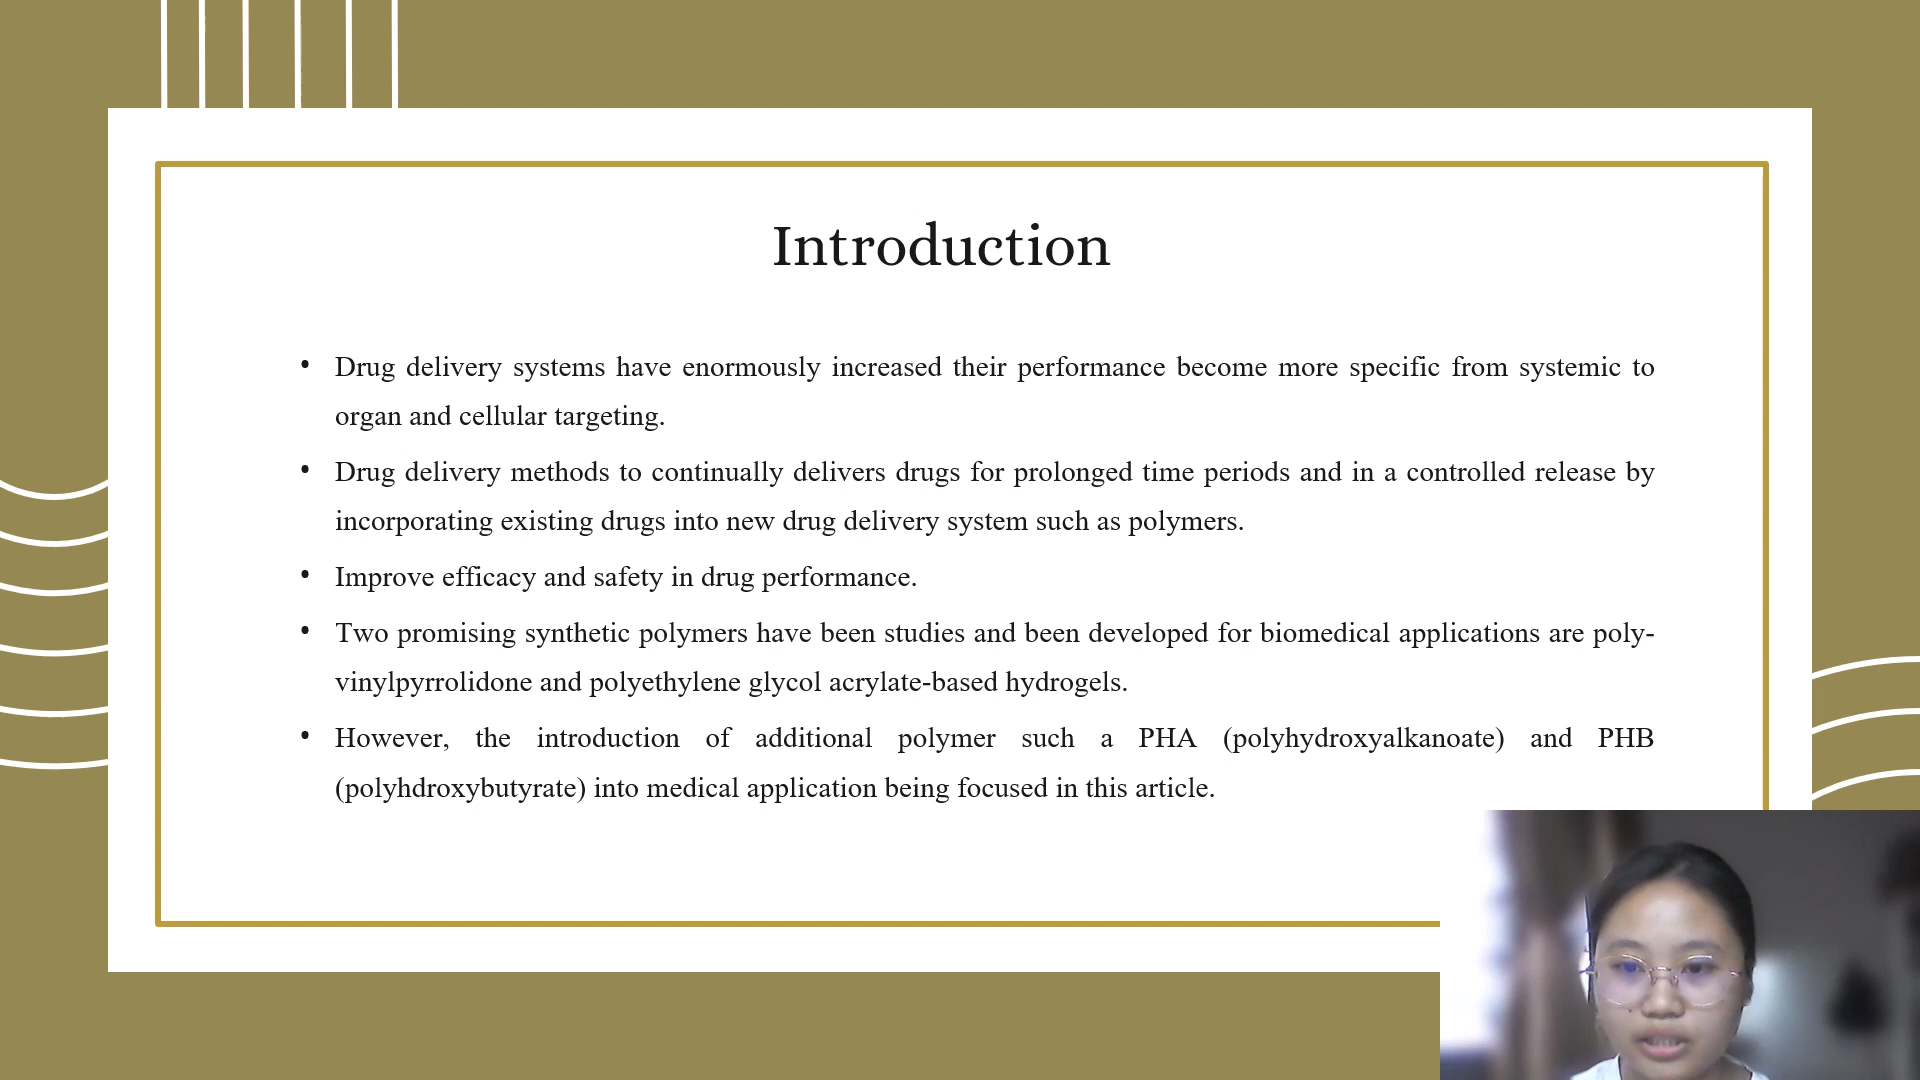 Introduction
• Drug delivery systems have enormously increased their performance become more specific from systemic to
organ and cellular targeting.
• Drug delivery methods to continually delivers drugs for prolonged time periods and in a controlled release by
incorporating existing drugs into new drug delivery system such as polymers.
• Improve efficacy and safety in drug performance.
• Two promising synthetic polymers have been studies and been developed for biomedical applications are poly-
vinylpyrrolidone and polyethylene glycol acrylate-based hydrogels.
• However, the introduction of additional polymer such a PHA (polyhydroxyalkanoate) and PHB
(polyhdroxybutyrate) into medical application being focused in this article.